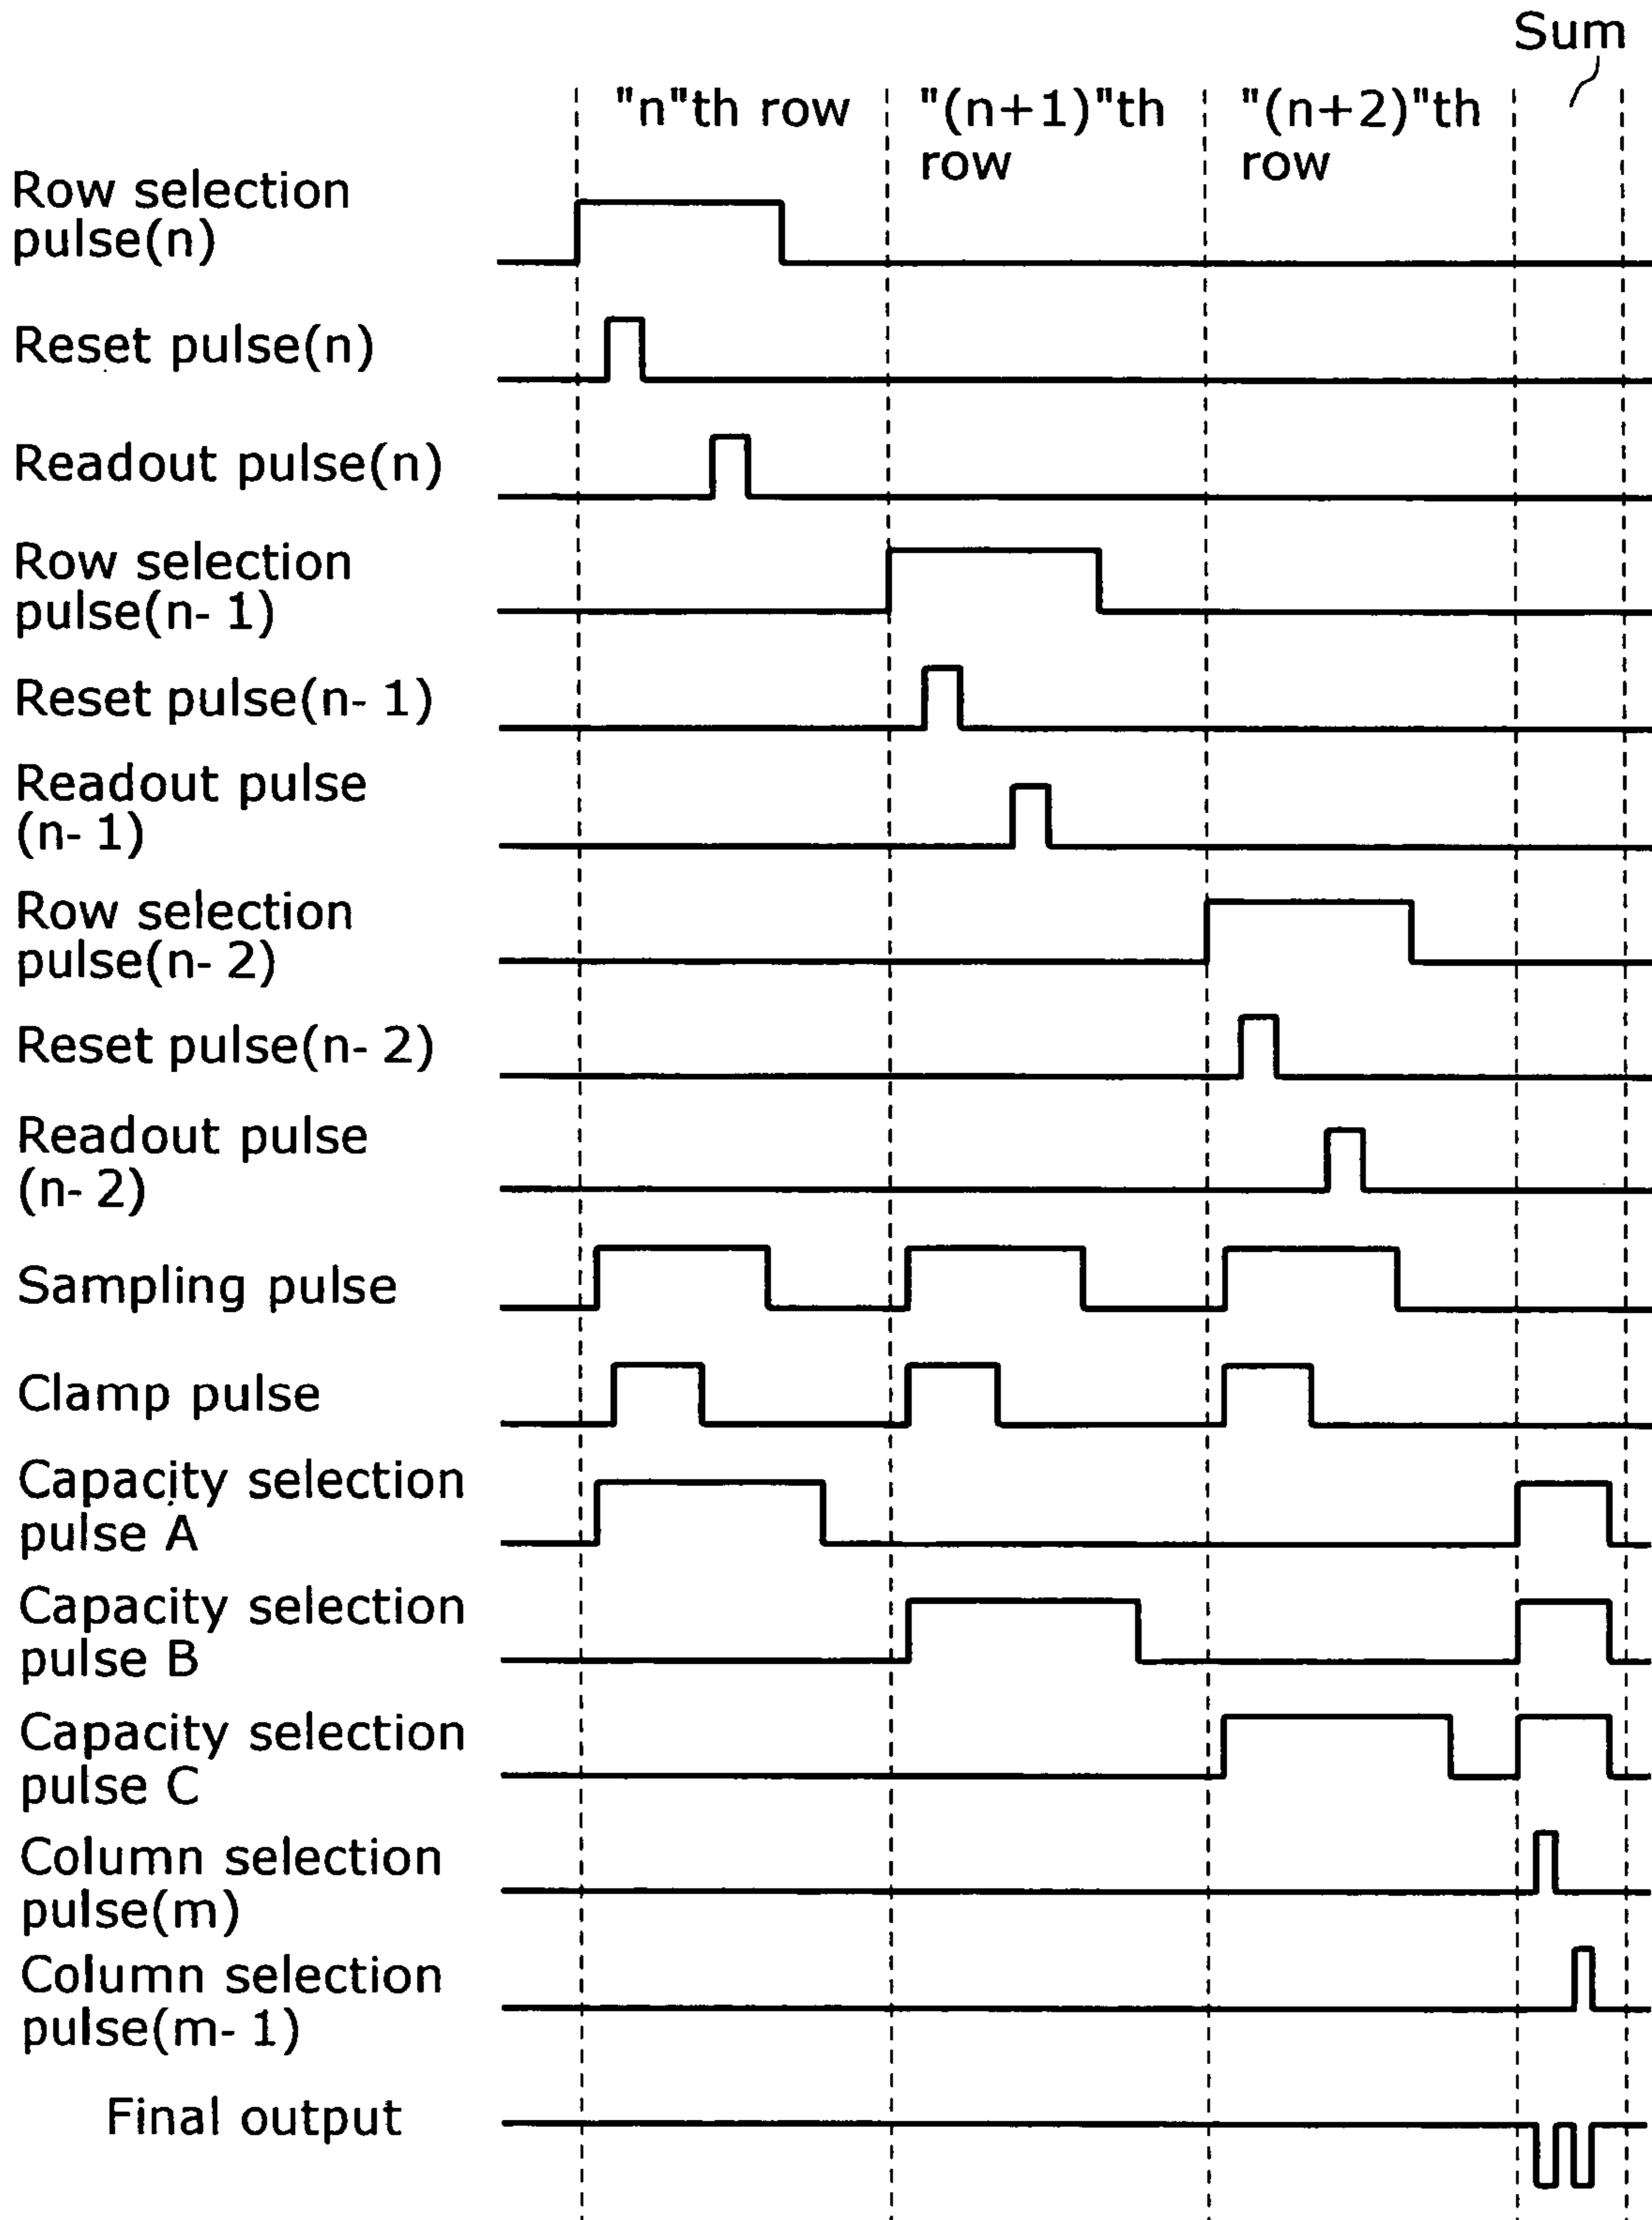 Sum
"n"th row
"(n+1)"th
row
"(n+2)"th
row
Row selection
pulse(n)
Reset pulse(n)
Readout pulse(n)
Row selection
pulse(n- 1)
Reset pulse(n- 1)
Readout pulse
(n- 1)
Row selection
pulse(n- 2)
Reset pulse(n- 2)
Readout pulse
(n- 2)
Sampling pulse
Clamp pulse
Capacity selection
pulse A
Capacity selection
pulse B
Capacity selection
pulse C
Column selection
pulse(m)
Column selection
pulse(m- 1)
Final output